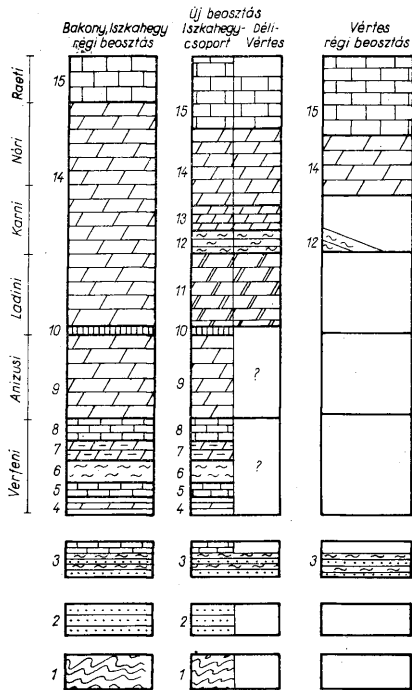 Bakony, Iszkahegy
régi beosztás
Új beosztás
Iszkahegy-
csoport
Déli-
Vértes
Vértes
régi beosztás
Raeti
Nóri
Karni
Ladini
Anizusi
Verfeni
15
14
10
9
8
7
6
5
4
3
2
1
15
14
13
12
11
10
9
8
7
6
5
4
3
2
1
?
?
15
14
12
3